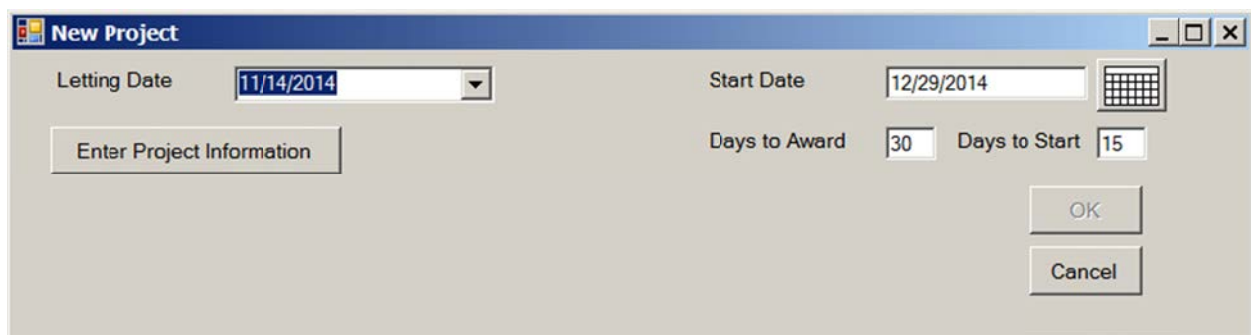 New Project
Letting Date 11/14/2014 Start Date 12/29/2014
Enter Project Information Days to Award 30 Days to Start 15
OK
Cancel